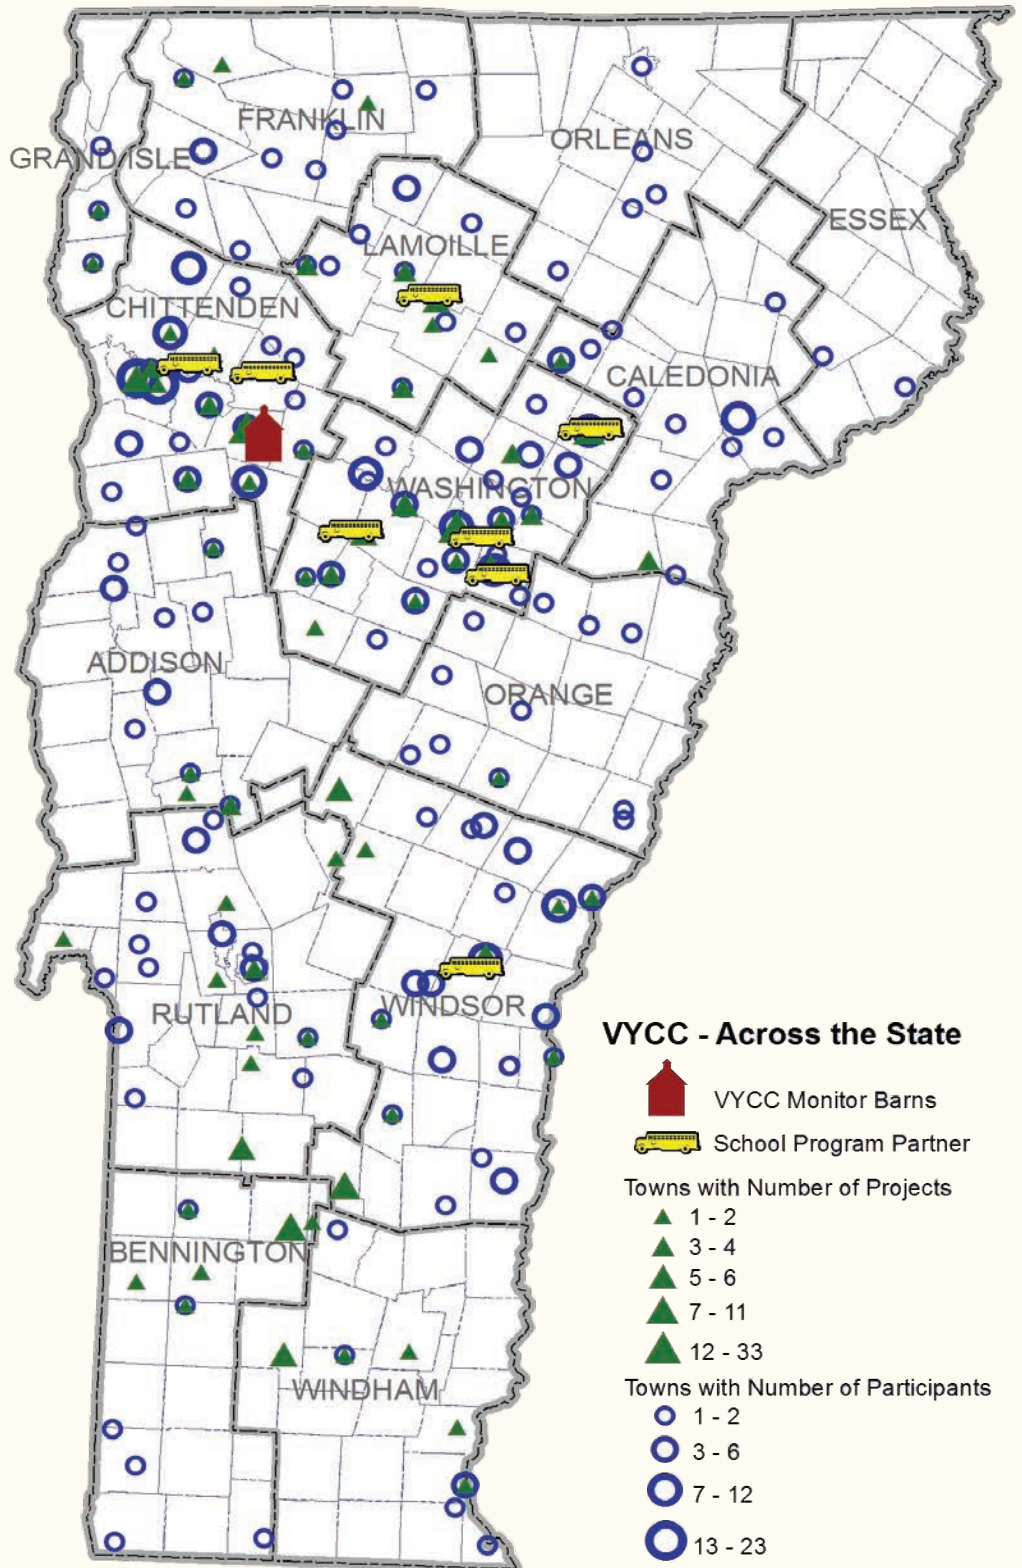 FRANKLIN
ORLEANS
GRAND ISLE
ESSEX
LAMOILLE
CHITTENDEN
CALEDONIA
WASHINGTON
ADDISON
ORANGE
WINDSOR
RUTLAND
BENNINGTON
WINDHAM
VYCC - Across the State
VYCC Monitor Barns
School Program Partner
Towns with Number of Projects
1 - 2
3 - 4
5 - 6
7 - 11
12 - 33
Towns with Number of Participants
1 - 2
3 - 6
7 - 12
13 - 23